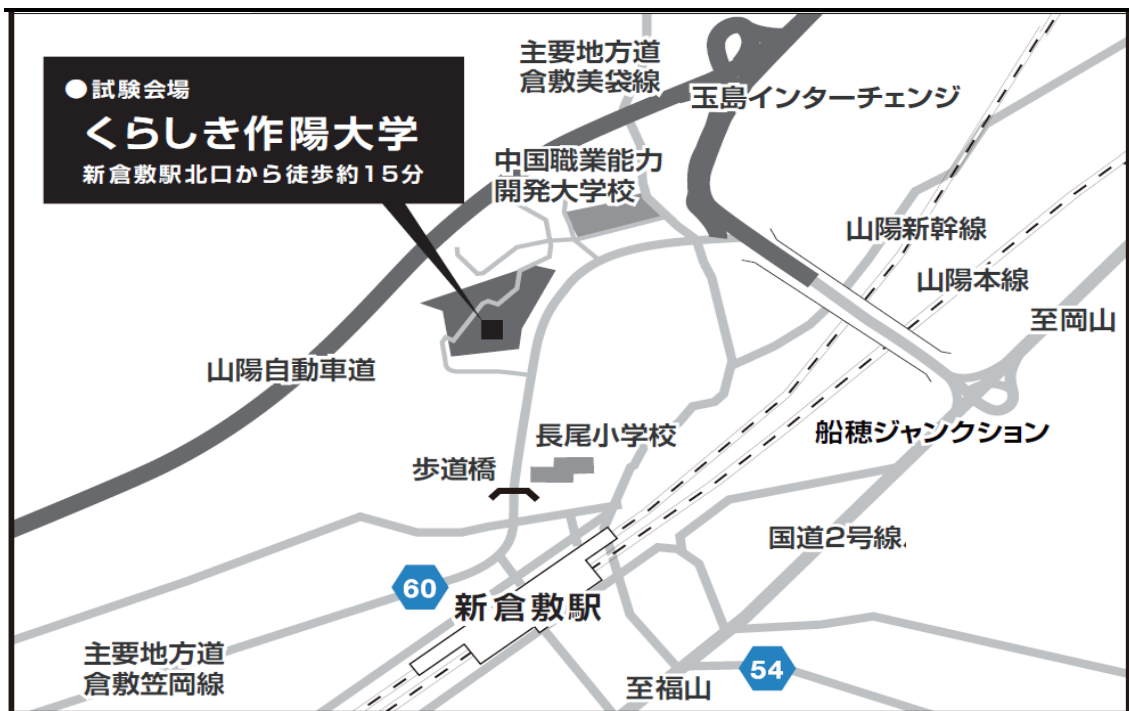 主要地方道
倉敷美袋線
●試験会場
くらしき作陽大学
新倉敷駅北口から徒歩約15分
玉島インターチェンジ
中国職業能力
開発大学校
山陽新幹線
山陽本線
至岡山
山陽自動車道
船穂ジャンクション
長尾小学校
歩道橋
国道2号線
60
新倉敷駅
主要地方道
倉敷笠岡線
54
至福山